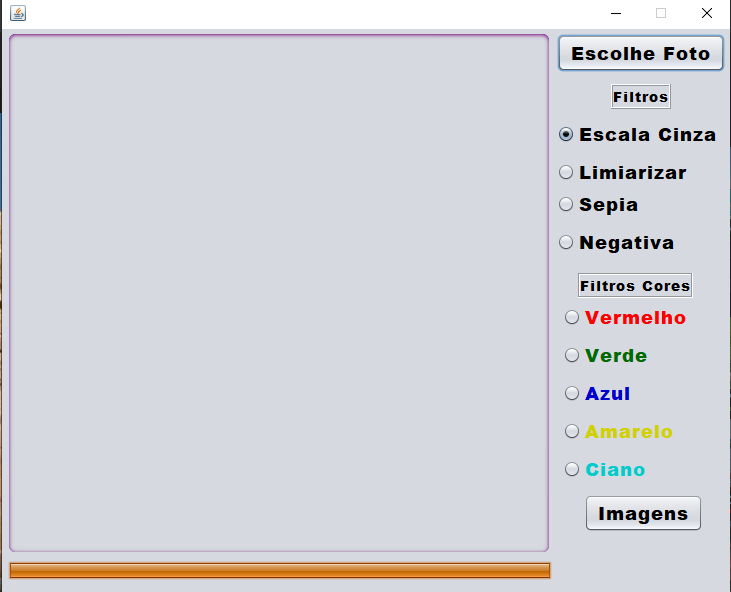 Escolhe Foto
Filtros
Escala Cinza
Limiarizar
Sepia
Negativa
Filtros Cores
Vermelho
Verde
Azul
Amarelo
Ciano
Imagens